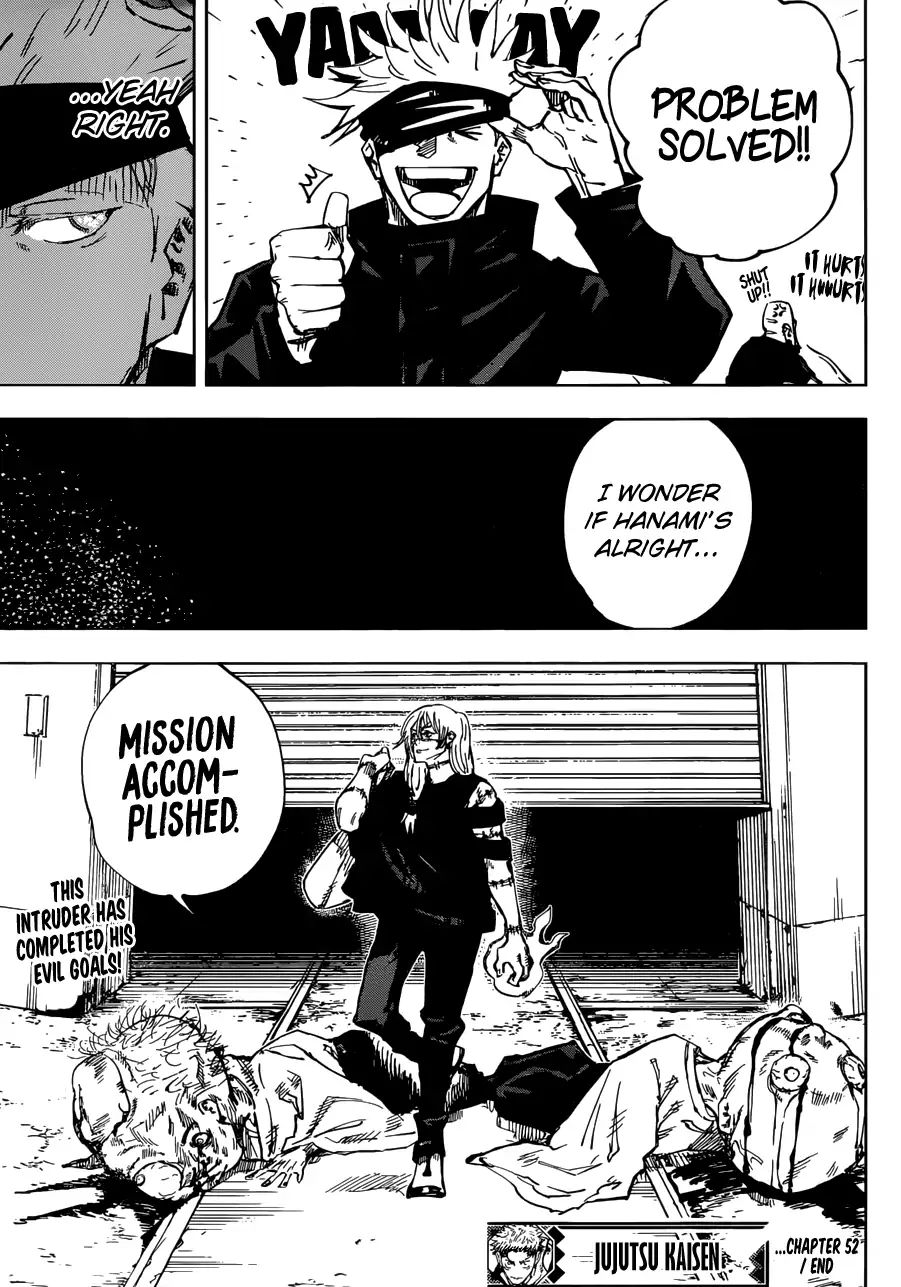 YAAAAAY
PROBLEM
SOLVED!!
IT HURTS
IT HUUURTS
SHUT
UP!!
...YEAH
RIGHT.
I WONDER
IF HANAMI'S
ALRIGHT...
MISSION
ACCOM-
PLISHED.
THIS
INTRUDER HAS
COMPLETED HIS
EVIL GOALS!
JUJUTSU KAISEN
...CHAPTER 52
/ END